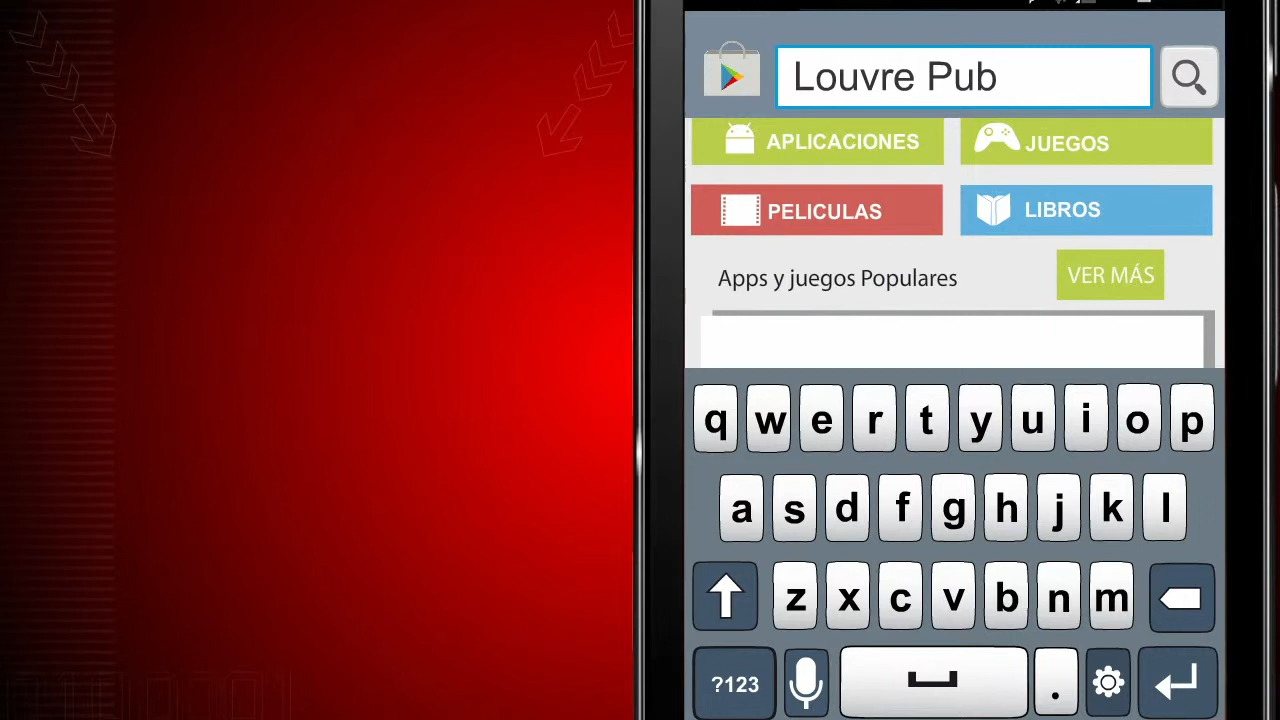 Louvre Pub
APLICACIONES
JUEGOS
PELICULAS
LIBROS
Apps y juegos Populares
VER MÁS
q w e r t y u i o p
a s d f g h j k l
z x c v b n m
?123 .